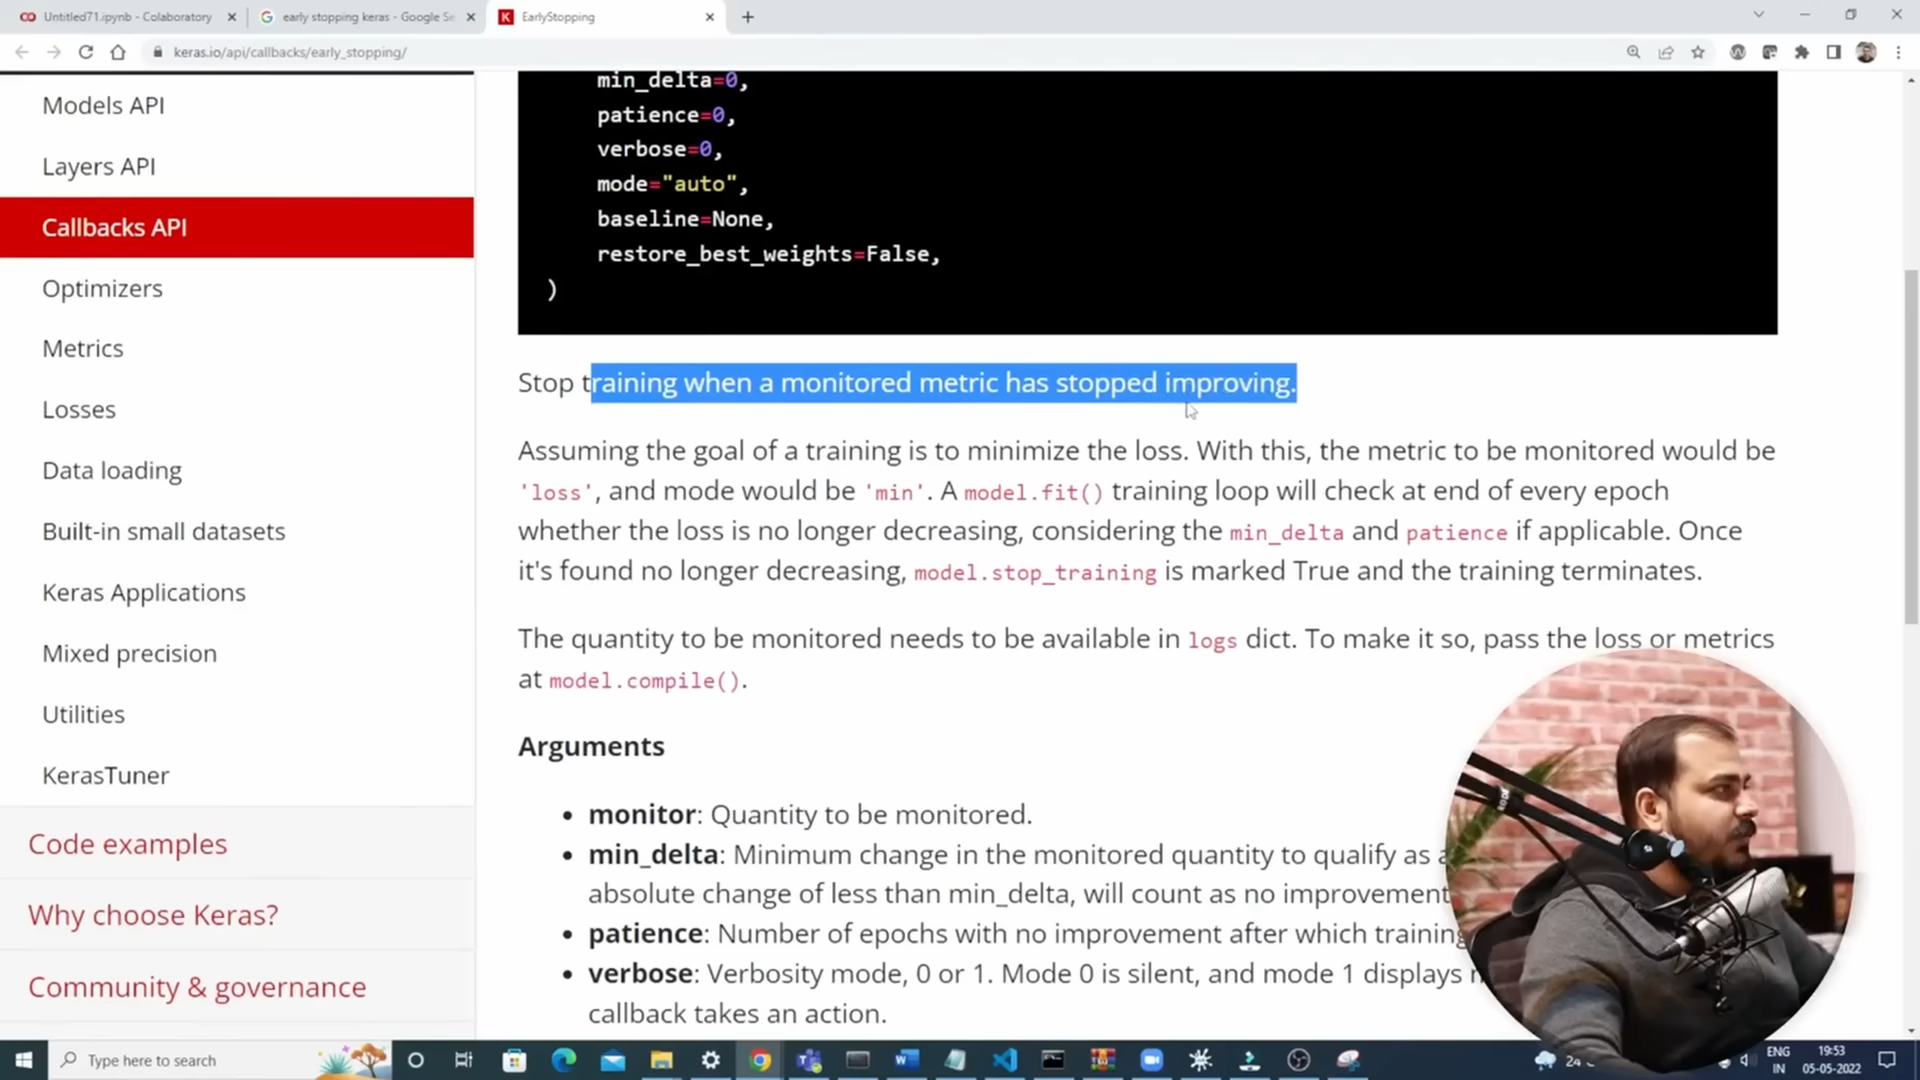 Untitled71.ipynb - Colaboratory
early stopping keras - Google Se
EarlyStopping
keras.io/api/callbacks/early_stopping/
Models API
Layers API
Callbacks API
Optimizers
Metrics
Losses
Data loading
Built-in small datasets
Keras Applications
Mixed precision
Utilities
KerasTuner
Code examples
Why choose Keras?
Community & governance
min_delta=0,
patience=0,
verbose=0,
mode="auto",
baseline=None,
restore_best_weights=False,
)
Stop training when a monitored metric has stopped improving.
Assuming the goal of a training is to minimize the loss. With this, the metric to be monitored would be
'loss', and mode would be 'min'. A model.fit() training loop will check at end of every epoch
whether the loss is no longer decreasing, considering the min_delta and patience if applicable. Once
it's found no longer decreasing, model.stop_training is marked True and the training terminates.
The quantity to be monitored needs to be available in logs dict. To make it so, pass the loss or metrics
at model.compile().
Arguments
• monitor: Quantity to be monitored.
• min_delta: Minimum change in the monitored quantity to qualify as
absolute change of less than min_delta, will count as no improvement
• patience: Number of epochs with no improvement after which training
• verbose: Verbosity mode, 0 or 1. Mode 0 is silent, and mode 1 displays
callback takes an action.
Type here to search
24
ENG
IN
19:53
05-05-2022